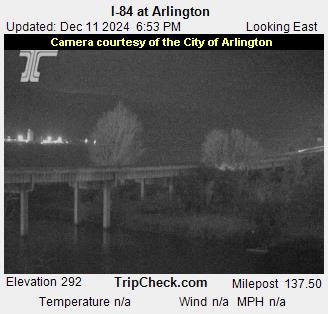 I-84 at Arlington
Updated: Dec 11 2024 6:53 PM Looking East
Camera courtesy of the City of Arlington
Elevation 292 TripCheck.com Milepost 137.50
Temperature n/a Wind n/a MPH n/a